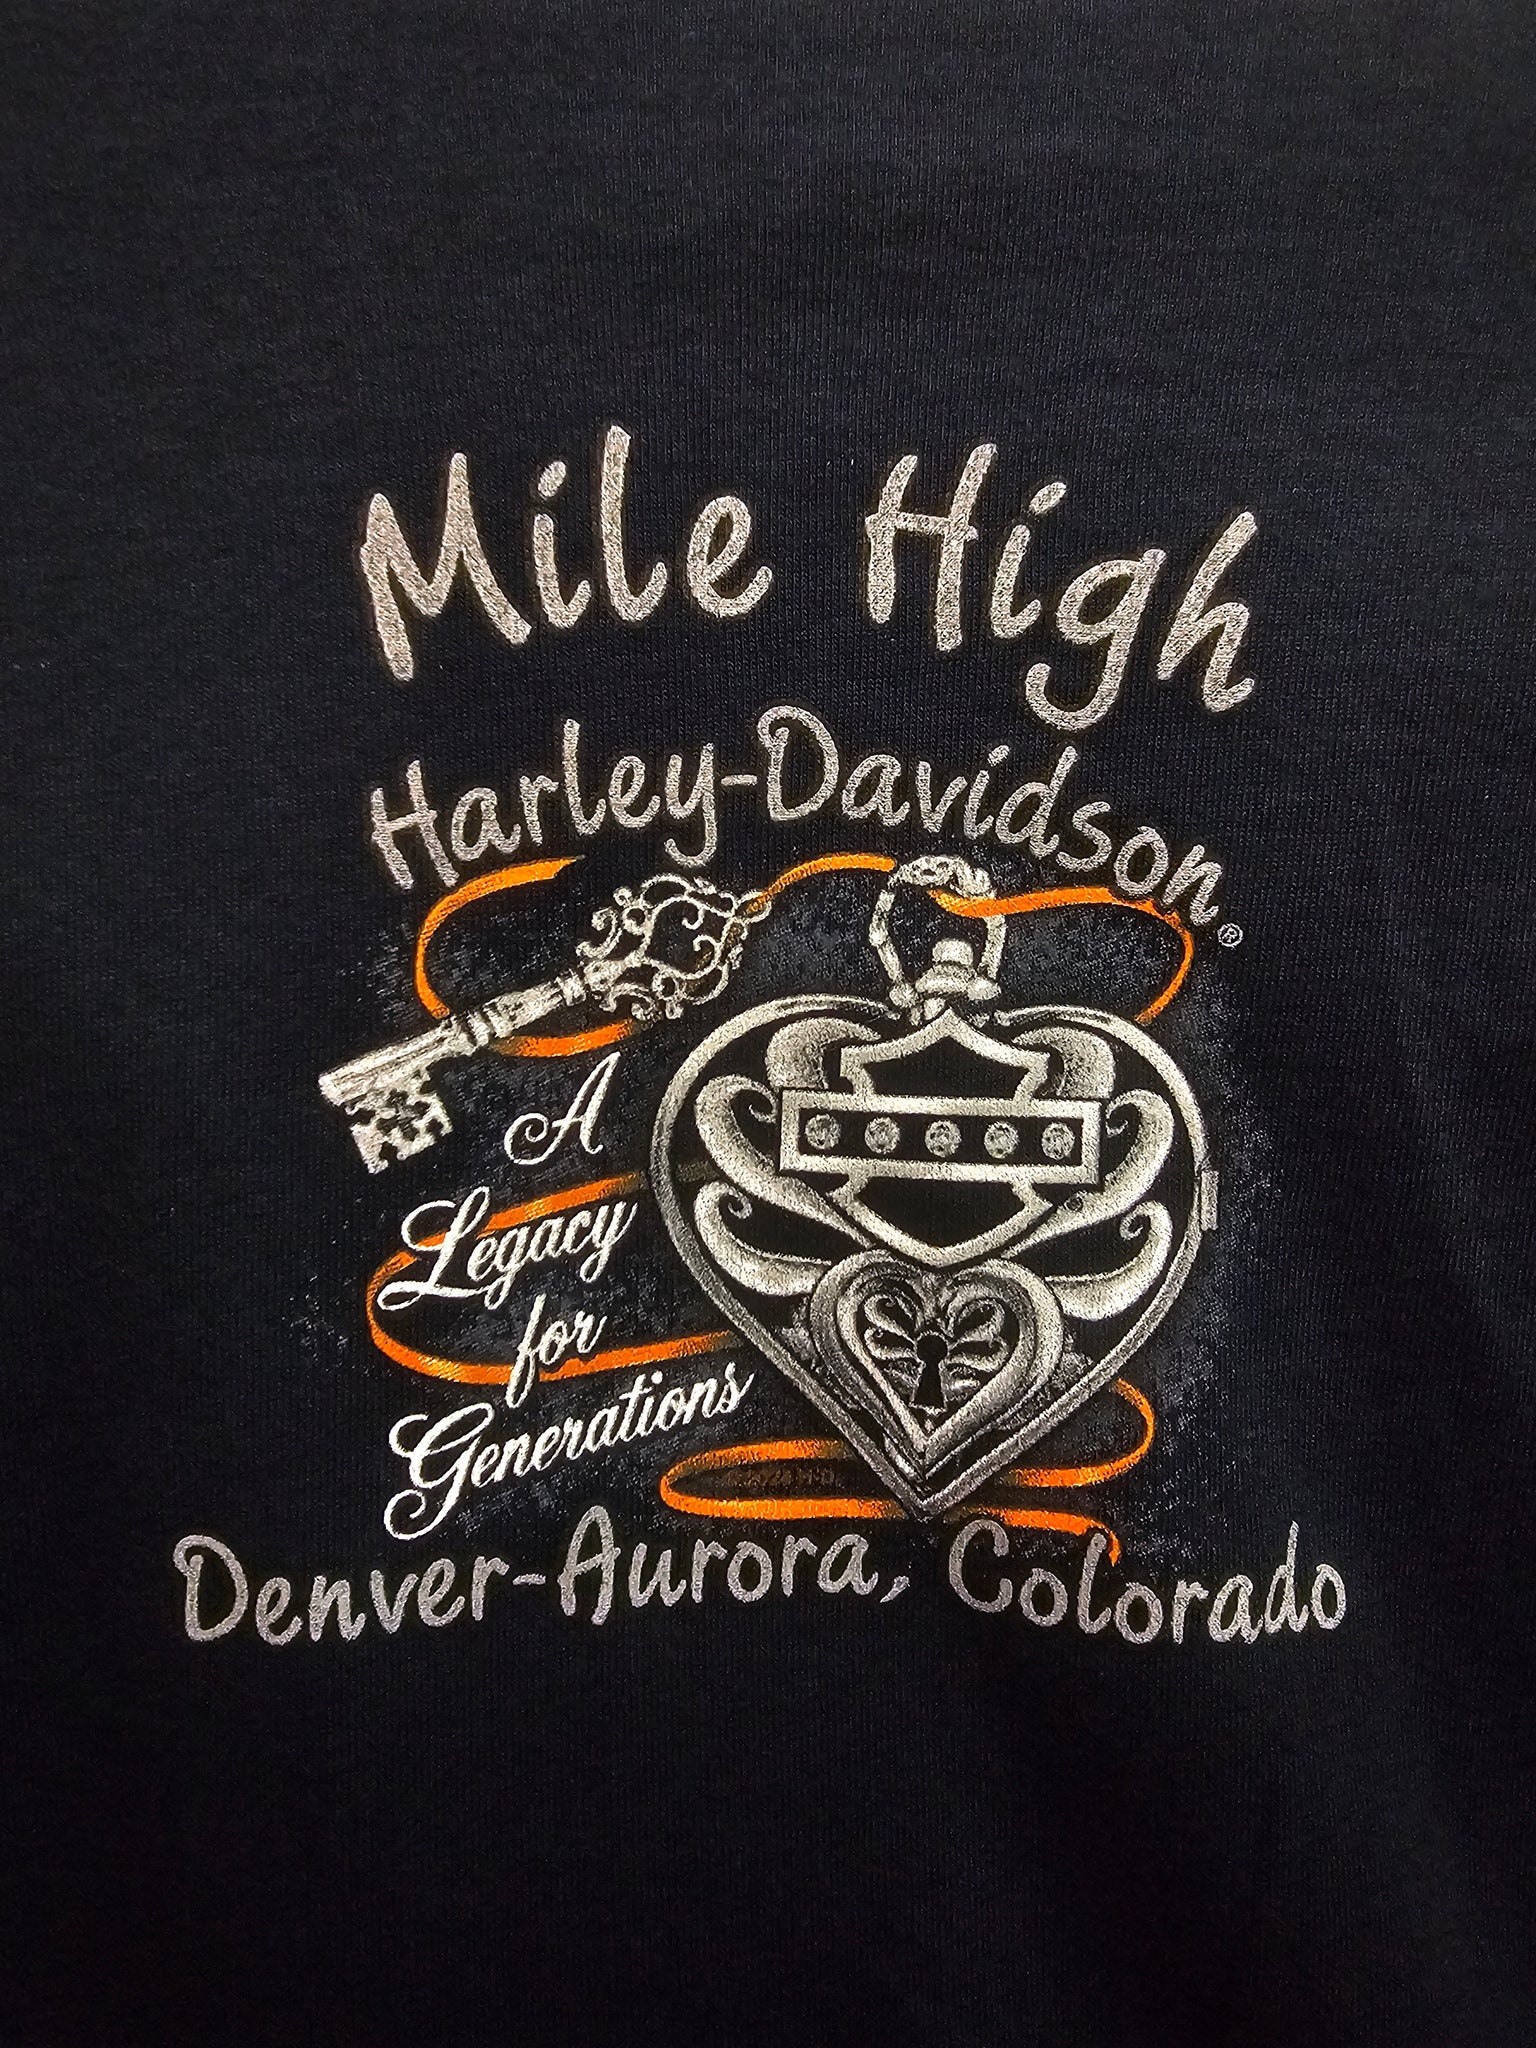 Mile High
Harley-Davidson®
A
Legacy
for
Generations
Denver-Aurora, Colorado